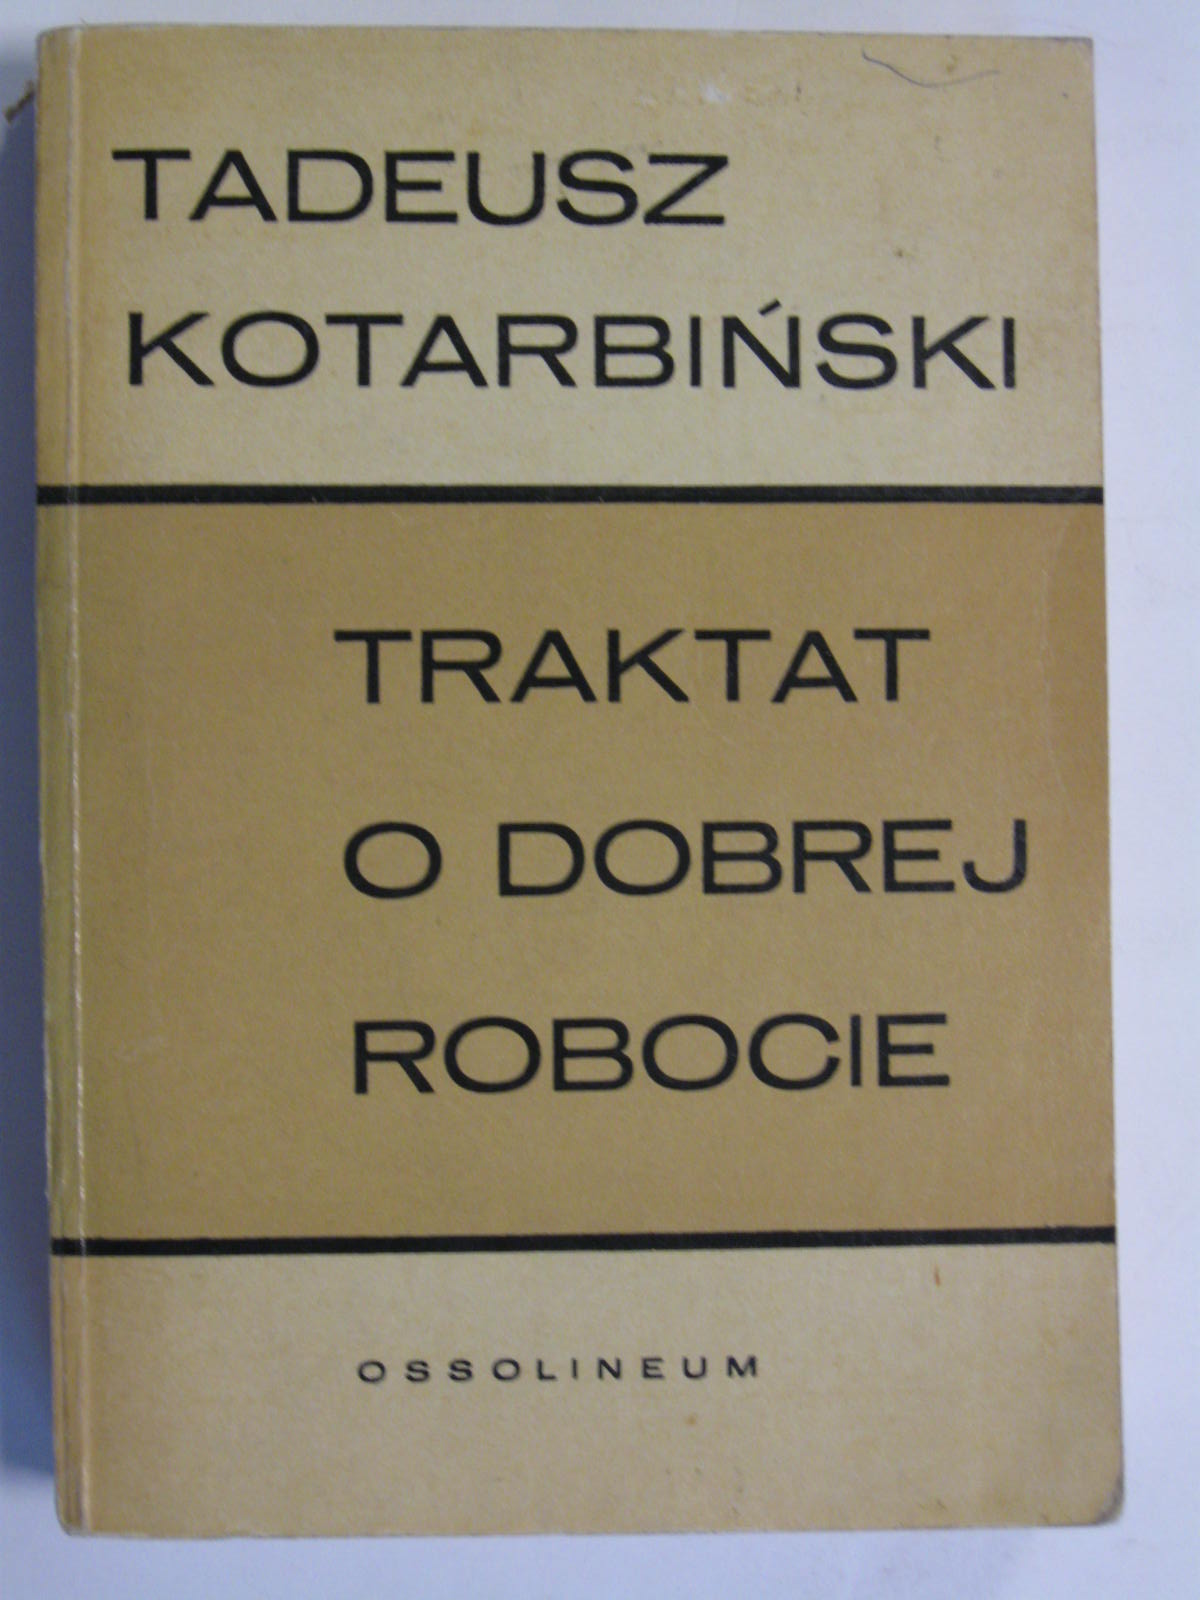 TADEUSZ
KOTARBIŃSKI
TRAKTAT
O DOBREJ
ROBOCIE
OSSOLINEUM